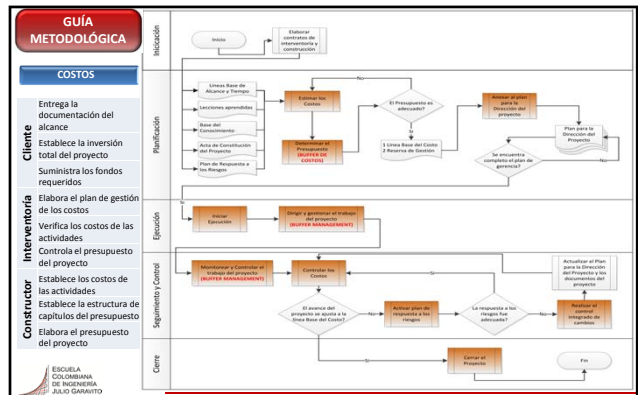 GUÍA
METODOLÓGICA
COSTOS
Cliente
Entrega la
documentación del
alcance
Establece la inversión
total del proyecto
Suministra los fondos
requeridos
Interventoría
Elabora el plan de gestión
de los costos
Verifica los costos de las
actividades
Controla el presupuesto
del proyecto
Constructor
Establece los costos de
las actividades
Establece la estructura de
capítulos del presupuesto
Elabora el presupuesto
del proyecto
ESCUELA
COLOMBIANA
DE INGENIERÍA
JULIO GARAVITO
Inicio
Elaborar
contratos de
interventoría y
construcción
Planificación
Líneas Base de
Alcance y Tiempo
Lecciones aprendidas
Base del
Conocimiento
Acta de Constitución
del Proyecto
Plan de Respuesta a
los Riesgos
Estimar los
Costos
Determinar el
Presupuesto
(BUFFER DE
COSTOS)
No
El Presupuesto es
adecuado?
Si
1 Línea Base del Costo
2 Reserva de Gestión
Anexar al plan
para la
Dirección del
proyecto
Plan para la
Dirección del
Proyecto
Se encuentra
completo el plan de
gerencia?
No
Si
Ejecución
Iniciar
Ejecución
Dirigir y gestionar el trabajo
del proyecto
(BUFFER MANAGEMENT)
Seguimiento y Control
Monitorear y Controlar el
trabajo del proyecto
(BUFFER MANAGEMENT)
Controlar los
Costos
Si
Actualizar el Plan
para la Dirección
del Proyecto y los
documentos del
proyecto
El avance del
proyecto se ajusta a la
línea Base del Costo?
No
Activar plan de
respuesta a los
riesgos
La respuesta a los
riesgos fue
adecuada?
No
Realizar el
control
integrado de
cambios
Cierre
Si
Cerrar el
Proyecto
Fin